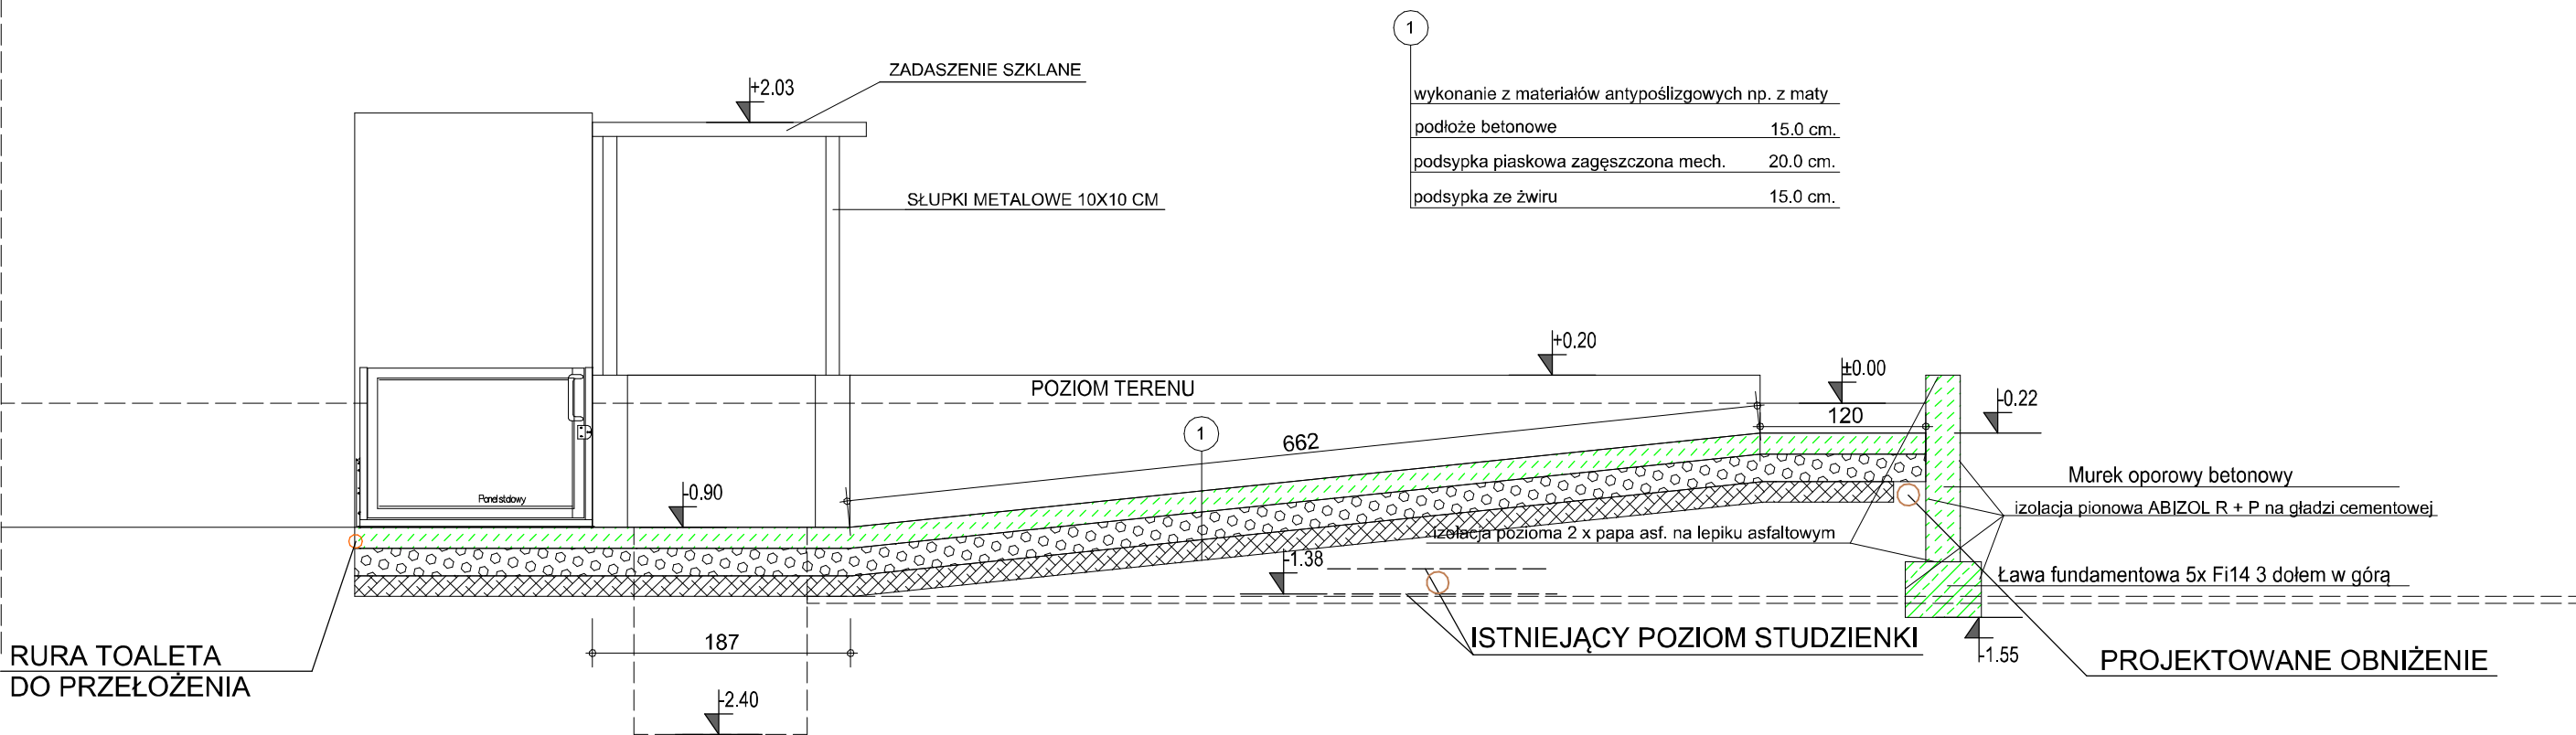 1
wykonanie z materiałów antypoślizgowych np. z maty
podłoże betonowe 15.0 cm.
podsypka piaskowa zagęszczona mech. 20.0 cm.
podsypka ze żwiru 15.0 cm.
ZADASZENIE SZKLANE
+2.03
SŁUPKI METALOWE 10X10 CM
+0.20
±0.00
POZIOM TERENU
-0.22
120
1
662
Panel stalowy
-0.90
Murek oporowy betonowy
izolacja pionowa ABIZOL R + P na gładzi cementowej
izolacja pozioma 2 x papa asf. na lepiku asfaltowym
-1.38
Ława fundamentowa 5x Fi14 3 dołem w górą
187
ISTNIEJĄCY POZIOM STUDZIENKI
-1.55
PROJEKTOWANE OBNIŻENIE
RURA TOALETA
DO PRZEŁOŻENIA
-2.40